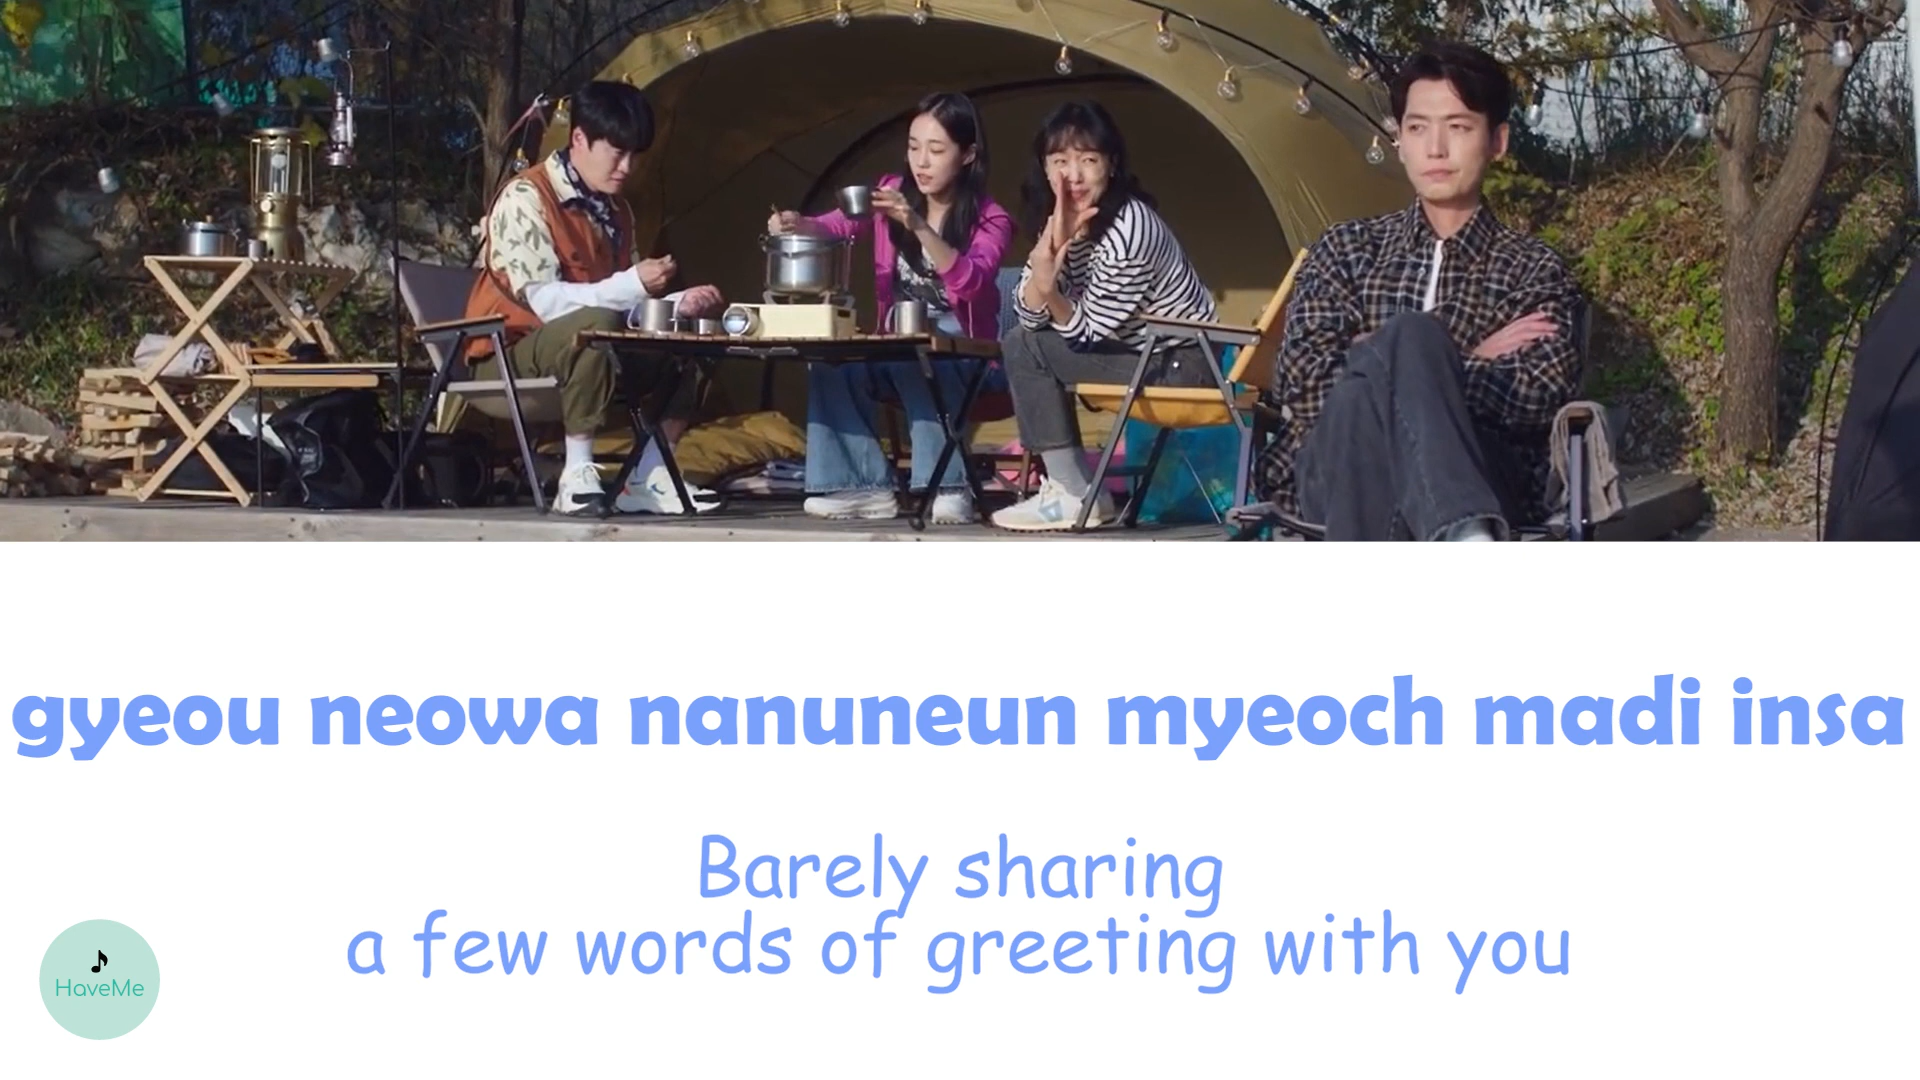 gyeou neowa nanuneun myeoch madi insa
Barely sharing
a few words of greeting with you
HaveMe